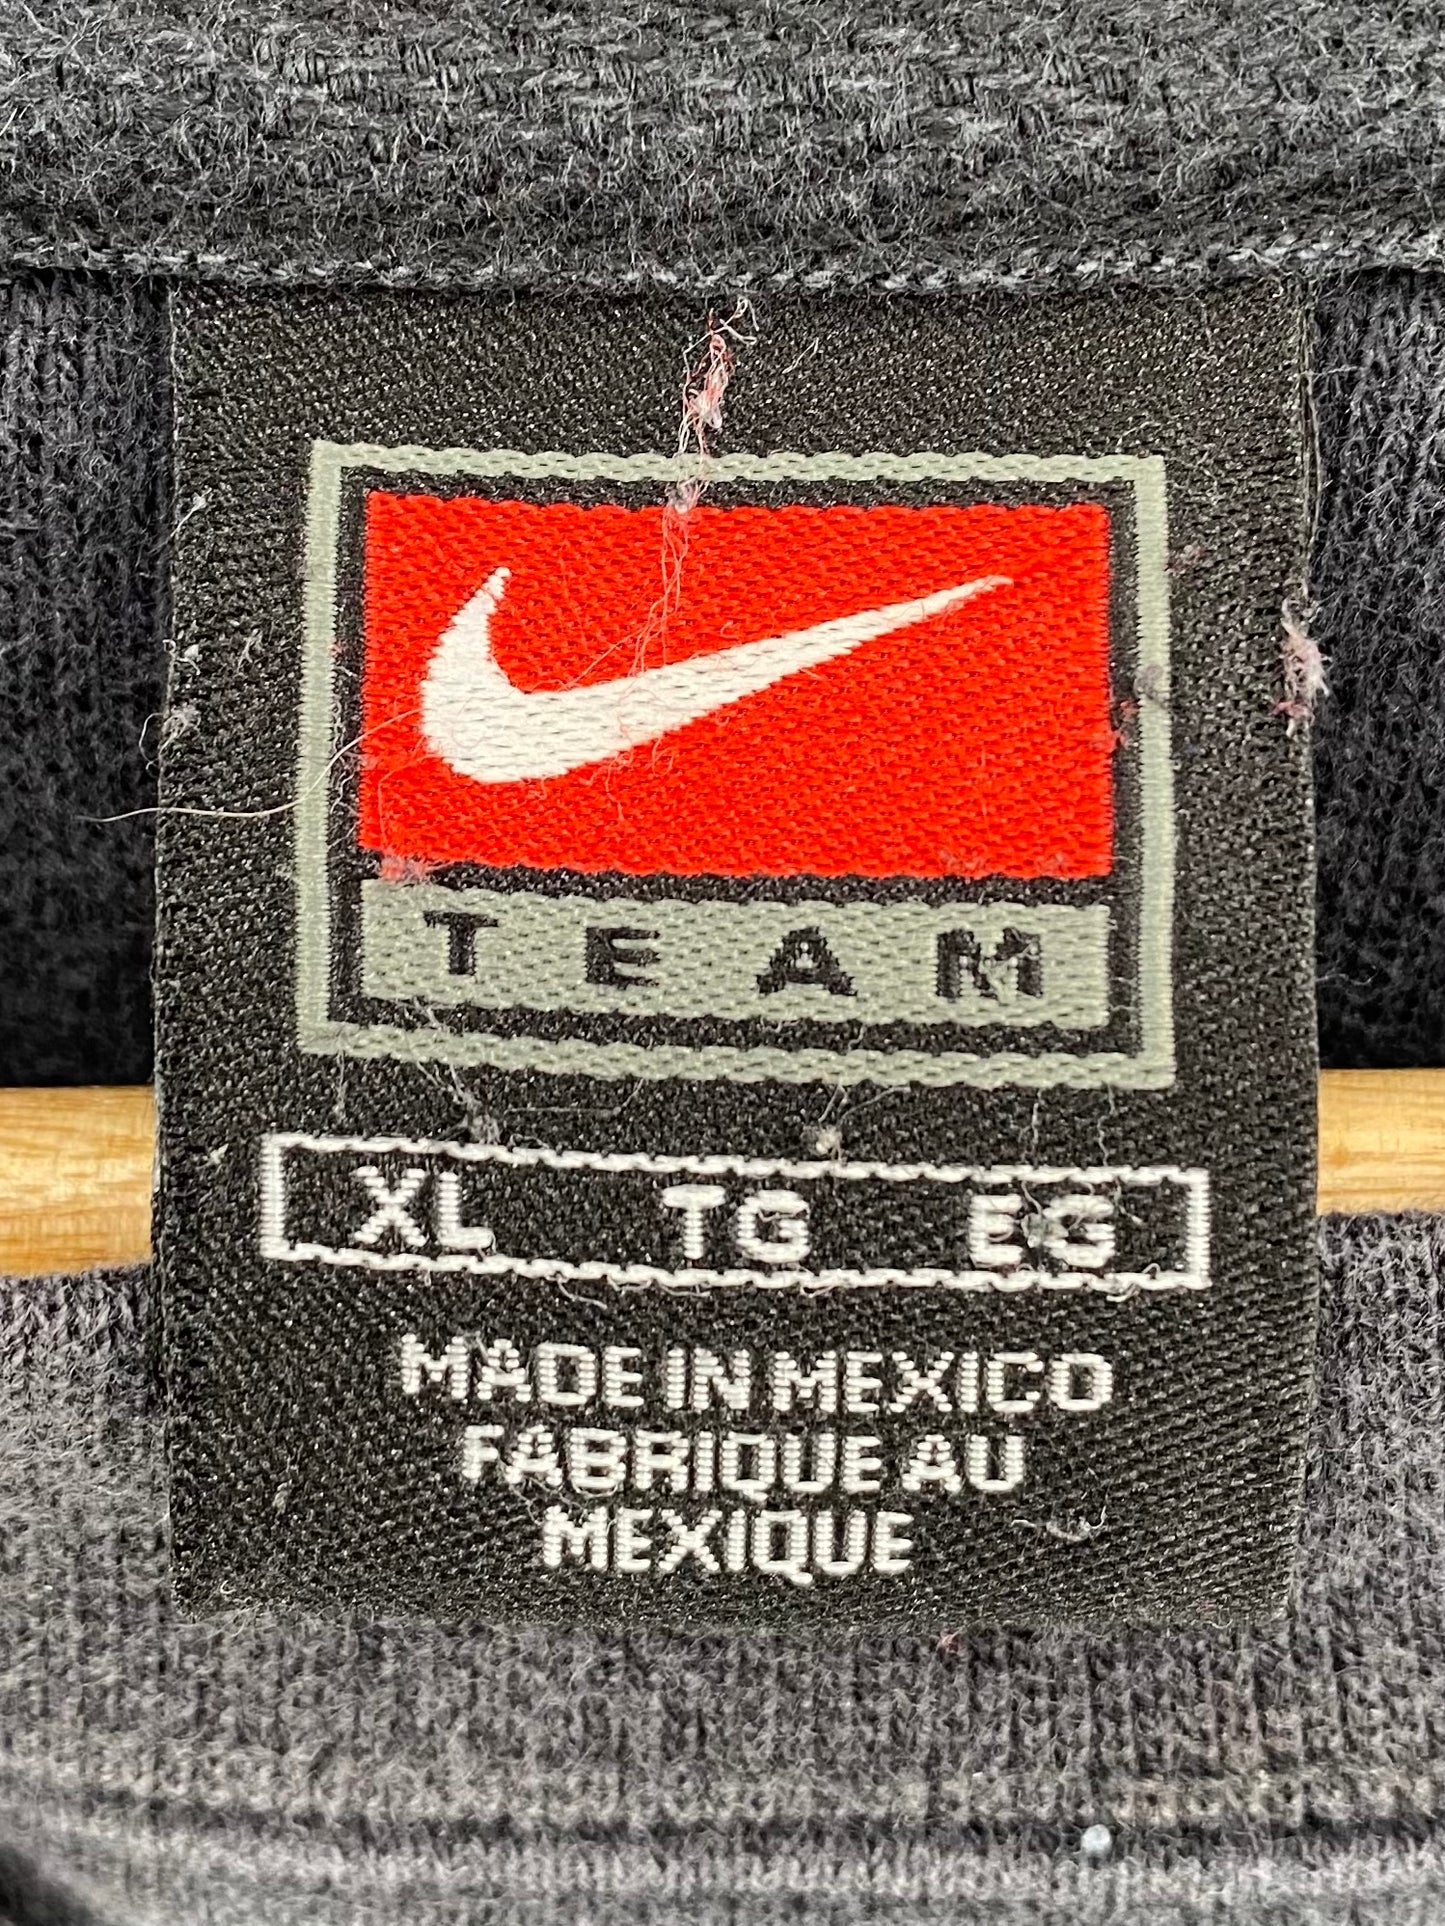 TEAM
XL TG EG
MADE IN MEXICO
FABRIQUE AU
MEXIQUE